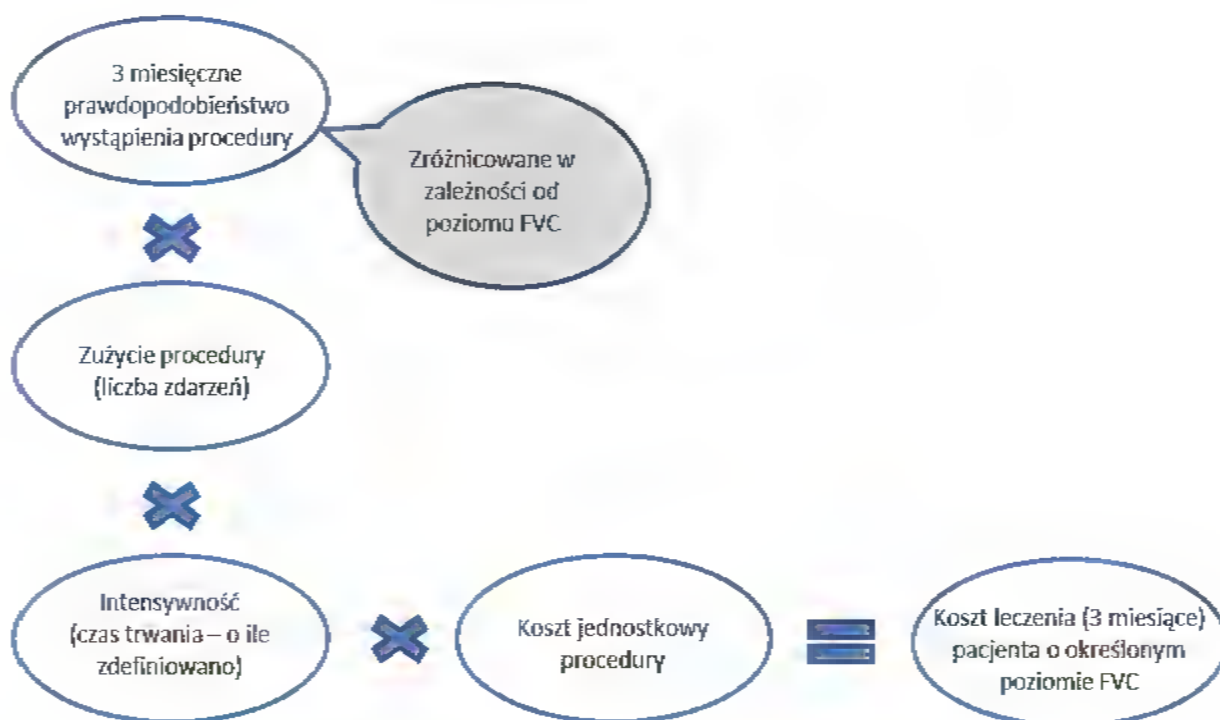 3 miesięczne
prawdopodobieństwo
wystąpienia procedury
Zróżnicowane w
zależności od
poziomu FVC
Zużycie procedury
(liczba zdarzeń)
Intensywność
(czas trwania – o ile
zdefiniowano)
Koszt jednostkowy
procedury
Koszt leczenia (3 miesiące)
pacjenta o określonym
poziomie FVC